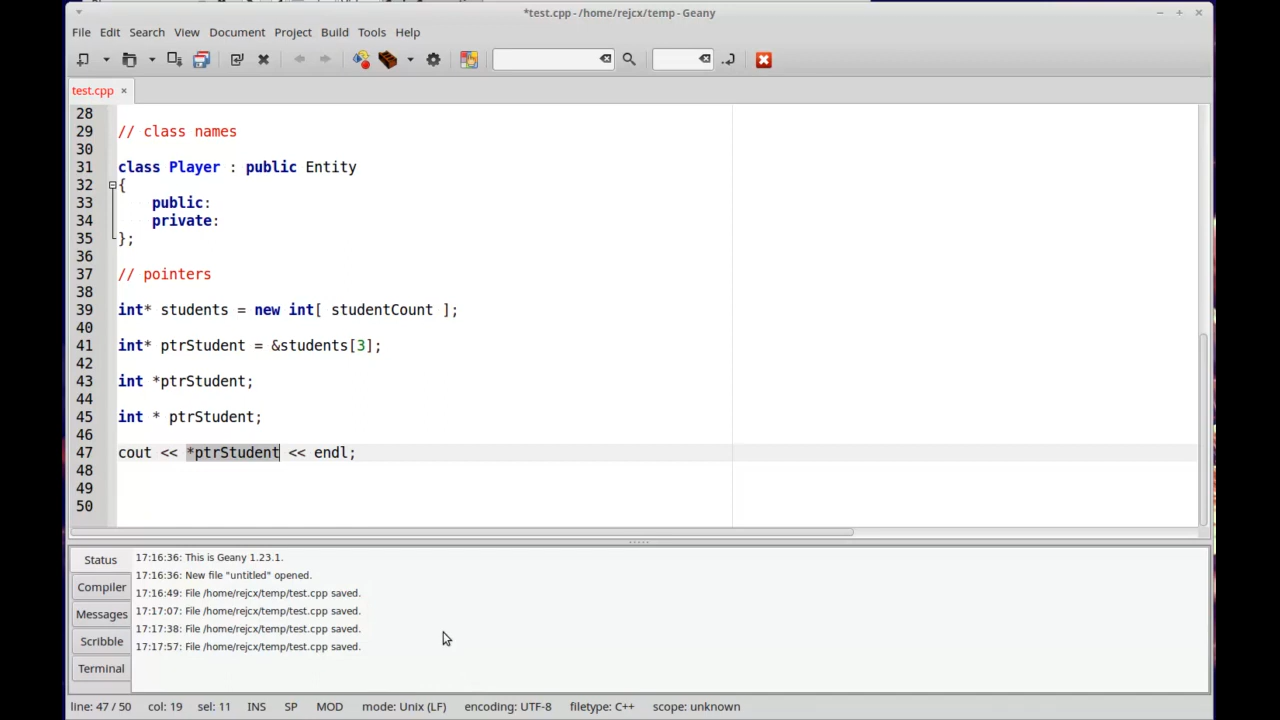 *test.cpp - /home/rejcx/temp - Geany
File Edit Search View Document Project Build Tools Help
test.cpp ×
28
29 // class names
30
31 class Player : public Entity
32 {
33 public:
34 private:
35 };
36
37 // pointers
38
39 int* students = new int[ studentCount ];
40
41 int* ptrStudent = &students[3];
42
43 int *ptrStudent;
44
45 int * ptrStudent;
46
47 cout << *ptrStudent << endl;
48
49
50
Status
Compiler
Messages
Scribble
Terminal
17:16:36: This is Geany 1.23.1.
17:16:36: New file "untitled" opened.
17:16:49: File /home/rejcx/temp/test.cpp saved.
17:17:07: File /home/rejcx/temp/test.cpp saved.
17:17:38: File /home/rejcx/temp/test.cpp saved.
17:17:57: File /home/rejcx/temp/test.cpp saved.
line: 47 / 50 col: 19 sel: 11 INS SP MOD mode: Unix (LF) encoding: UTF-8 filetype: C++ scope: unknown